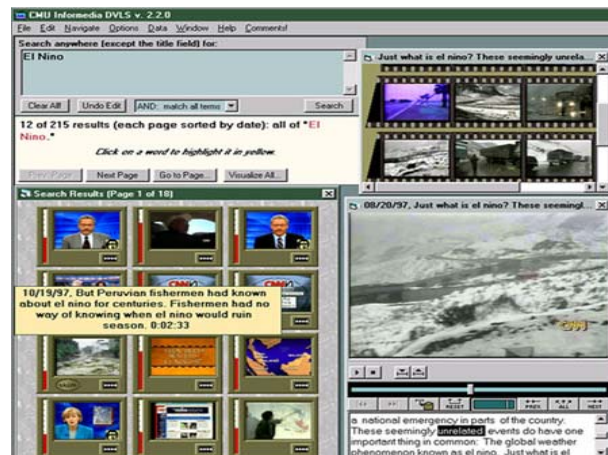 CMU Informedia DVLS v. 2.2.0
File Edit Navigate Options Data Window Help Comments!
Search anywhere (except the title field) for:
El Nino
Clear All! Undo Edit AND: match all terms Search
12 of 215 results (each page sorted by date): all of "El
Nino."
Click on a word to highlight it in yellow.
Prev. Page Next Page Go to Page... Visualize All...
Search Results (Page 1 of 18)
10/19/97, But Peruvian fishermen had known
about el nino for centuries. Fishermen had no
way of knowing when el nino would ruin
season. 0:02:33
Just what is el nino? These seemingly unrela...
08/20/97, Just what is el nino? These seemingl...
CNN
RESET PREV ALL NEXT
a national emergency in parts of the country.
These seemingly unrelated events do have one
important thing in common: The global weather
phenomenon known as el nino. Just what is el